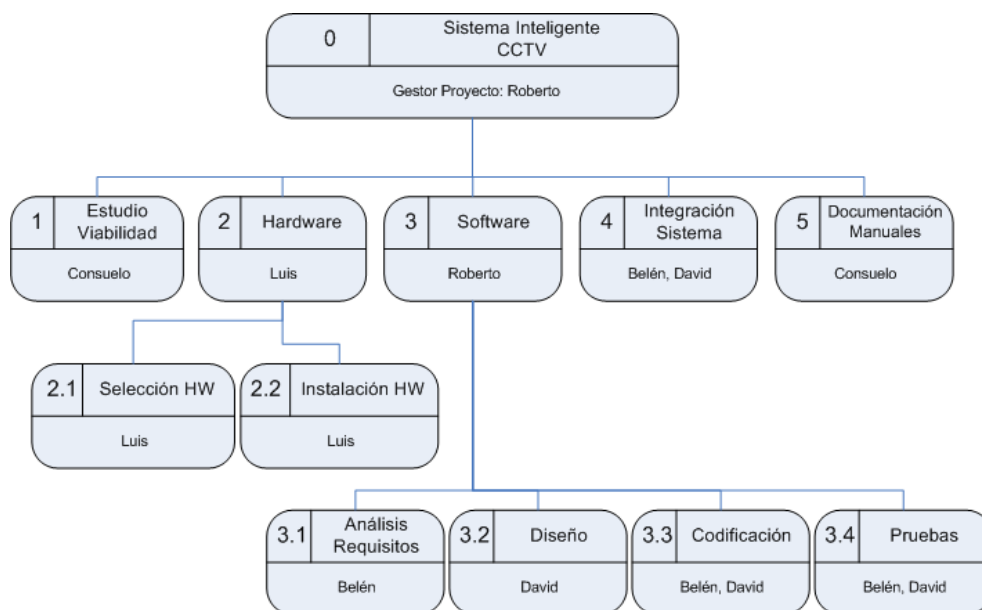 0
Sistema Inteligente
CCTV
Gestor Proyecto: Roberto
1
Estudio
Viabilidad
Consuelo
2
Hardware
Luis
3
Software
Roberto
4
Integración
Sistema
Belén, David
5
Documentación
Manuales
Consuelo
2.1
Selección HW
Luis
2.2
Instalación HW
Luis
3.1
Análisis
Requisitos
Belén
3.2
Diseño
David
3.3
Codificación
Belén, David
3.4
Pruebas
Belén, David